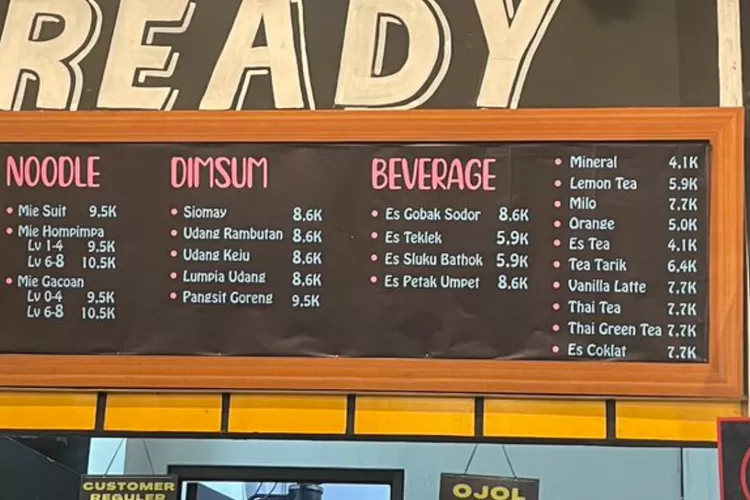 READY
NOODLE
• Mie Suit 9.5K
• Mie Hompimpa
Lv 1-4 9.5K
Lv 6-8 10.5K
• Mie Gacoan
Lv 0-4 9.5K
Lv 6-8 10.5K
DIMSUM
• Siomay 8.6K
• Udang Rambutan 8.6K
• Udang Keju 8.6K
• Lumpia Udang 8.6K
• Pangsit Goreng 9.5K
BEVERAGE
• Es Gobak Sodor 8.6K
• Es Teklek 5.9K
• Es Sluku Bathok 5.9K
• Es Petak Umpet 8.6K
• Mineral 4.1K
• Lemon Tea 5.9K
• Milo 7.7K
• Orange 5.0K
• Es Tea 4.1K
• Tea Tarik 6.4K
• Vanilla Latte 7.7K
• Thai Tea 7.7K
• Thai Green Tea 7.7K
• Es Coklat 7.7K
CUSTOMER
REGULER
OJOL